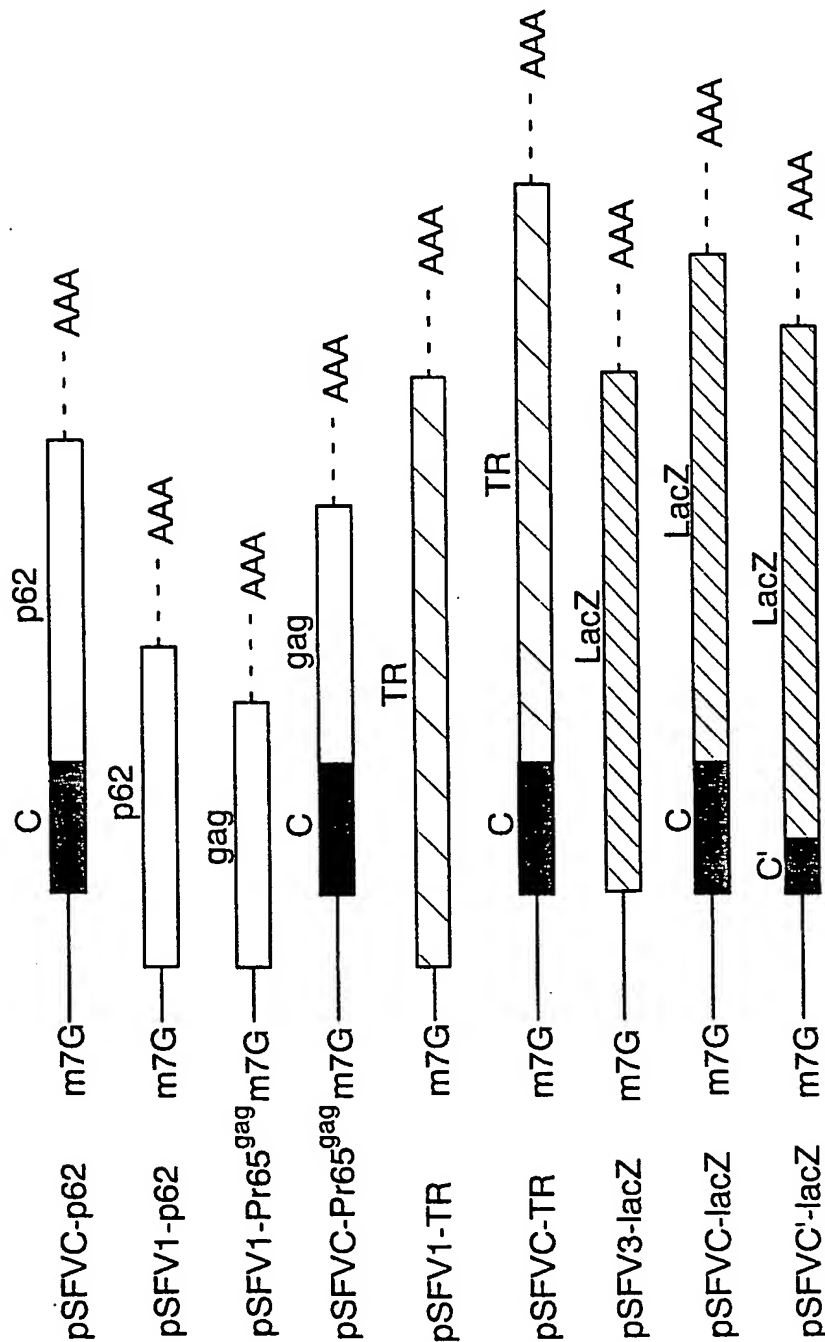 pSFVC-p62 m7G C p62 AAA
pSFV1-p62 m7G p62 AAA
pSFV1-Pr65gag m7G gag AAA
pSFVC-Pr65gag m7G C gag AAA
pSFV1-TR m7G TR AAA
pSFVC-TR m7G C TR AAA
pSFV3-lacZ m7G LacZ AAA
pSFVC-lacZ m7G C LacZ AAA
pSFVC'-lacZ m7G C' LacZ AAA